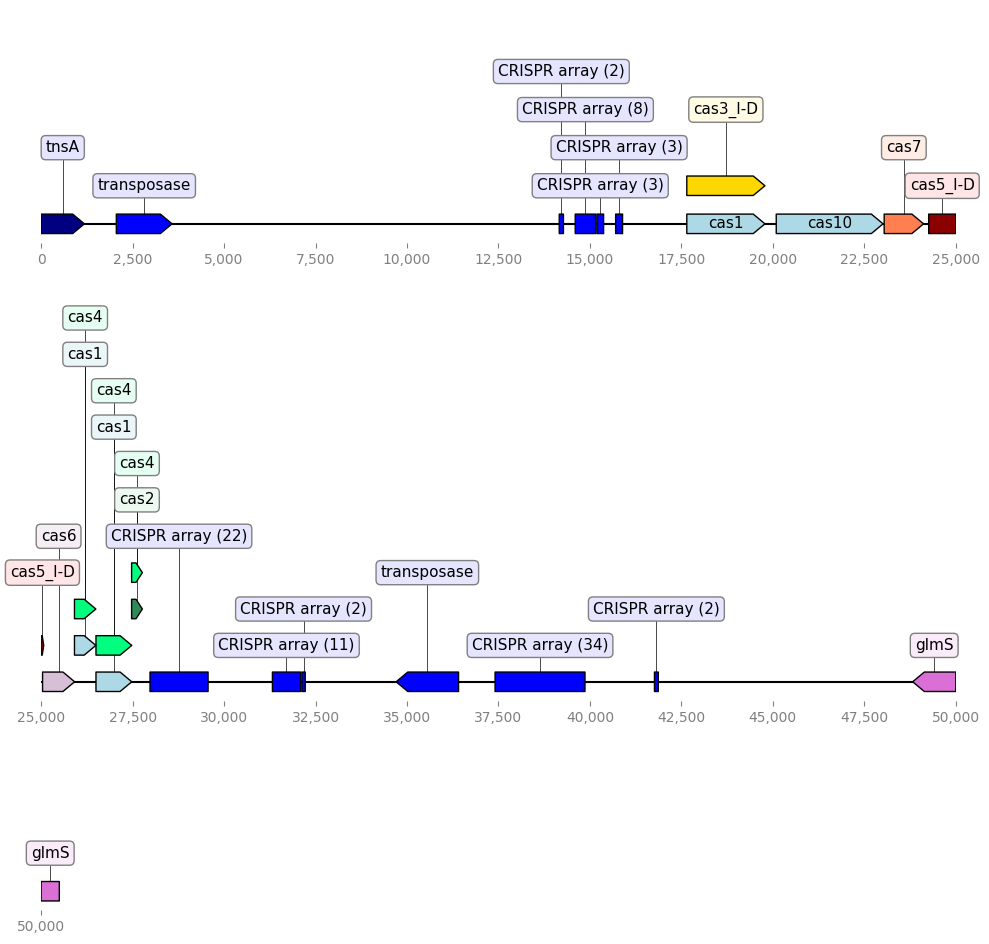 CRISPR array (2)
CRISPR array (8)
cas3_I-D
tnsA
CRISPR array (3)
cas7
transposase
CRISPR array (3)
cas5_I-D
cas1
cas10
0
2,500
5,000
7,500
10,000
12,500
15,000
17,500
20,000
22,500
25,000
cas4
cas1
cas4
cas1
cas4
cas2
cas6
CRISPR array (22)
cas5_I-D
transposase
CRISPR array (2)
CRISPR array (2)
CRISPR array (11)
CRISPR array (34)
glmS
25,000
27,500
30,000
32,500
35,000
37,500
40,000
42,500
45,000
47,500
50,000
glmS
50,000